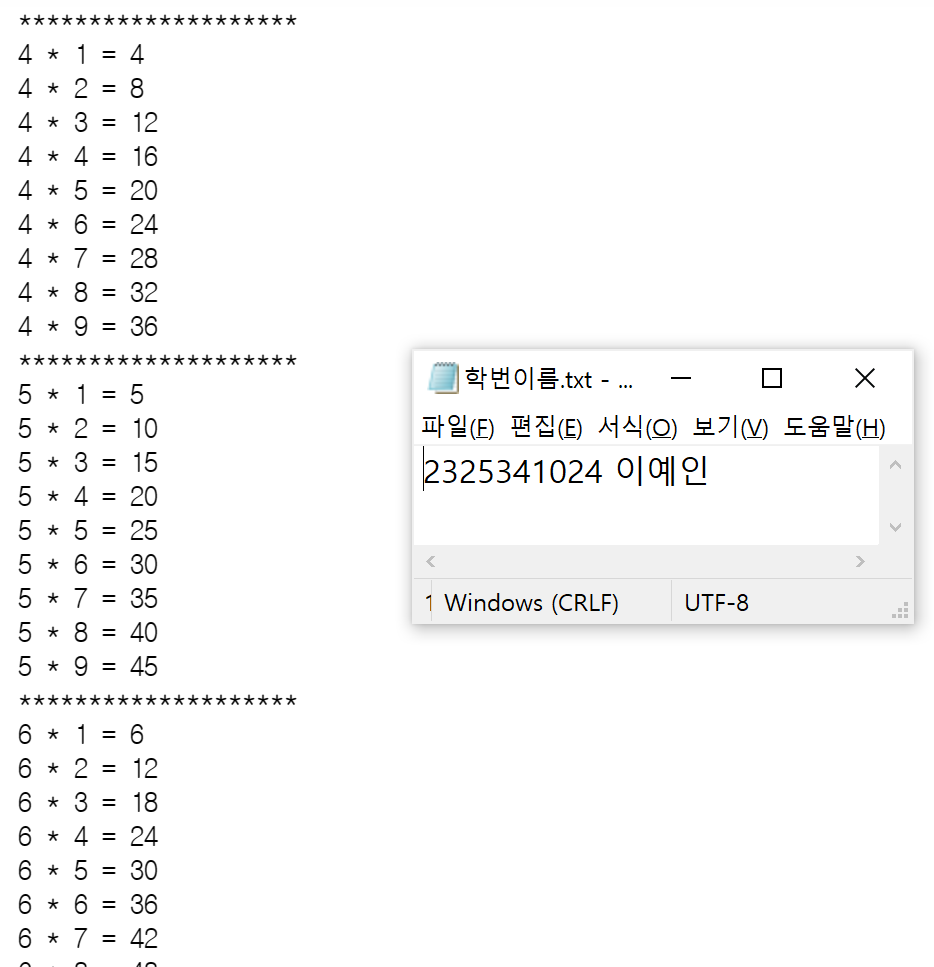 ********************
4 * 1 = 4
4 * 2 = 8
4 * 3 = 12
4 * 4 = 16
4 * 5 = 20
4 * 6 = 24
4 * 7 = 28
4 * 8 = 32
4 * 9 = 36
********************
5 * 1 = 5
5 * 2 = 10
5 * 3 = 15
5 * 4 = 20
5 * 5 = 25
5 * 6 = 30
5 * 7 = 35
5 * 8 = 40
5 * 9 = 45
********************
6 * 1 = 6
6 * 2 = 12
6 * 3 = 18
6 * 4 = 24
6 * 5 = 30
6 * 6 = 36
6 * 7 = 42
학번이름.txt - ...
파일(F) 편집(E) 서식(O) 보기(V) 도움말(H)
2325341024 이예인
Windows (CRLF) UTF-8